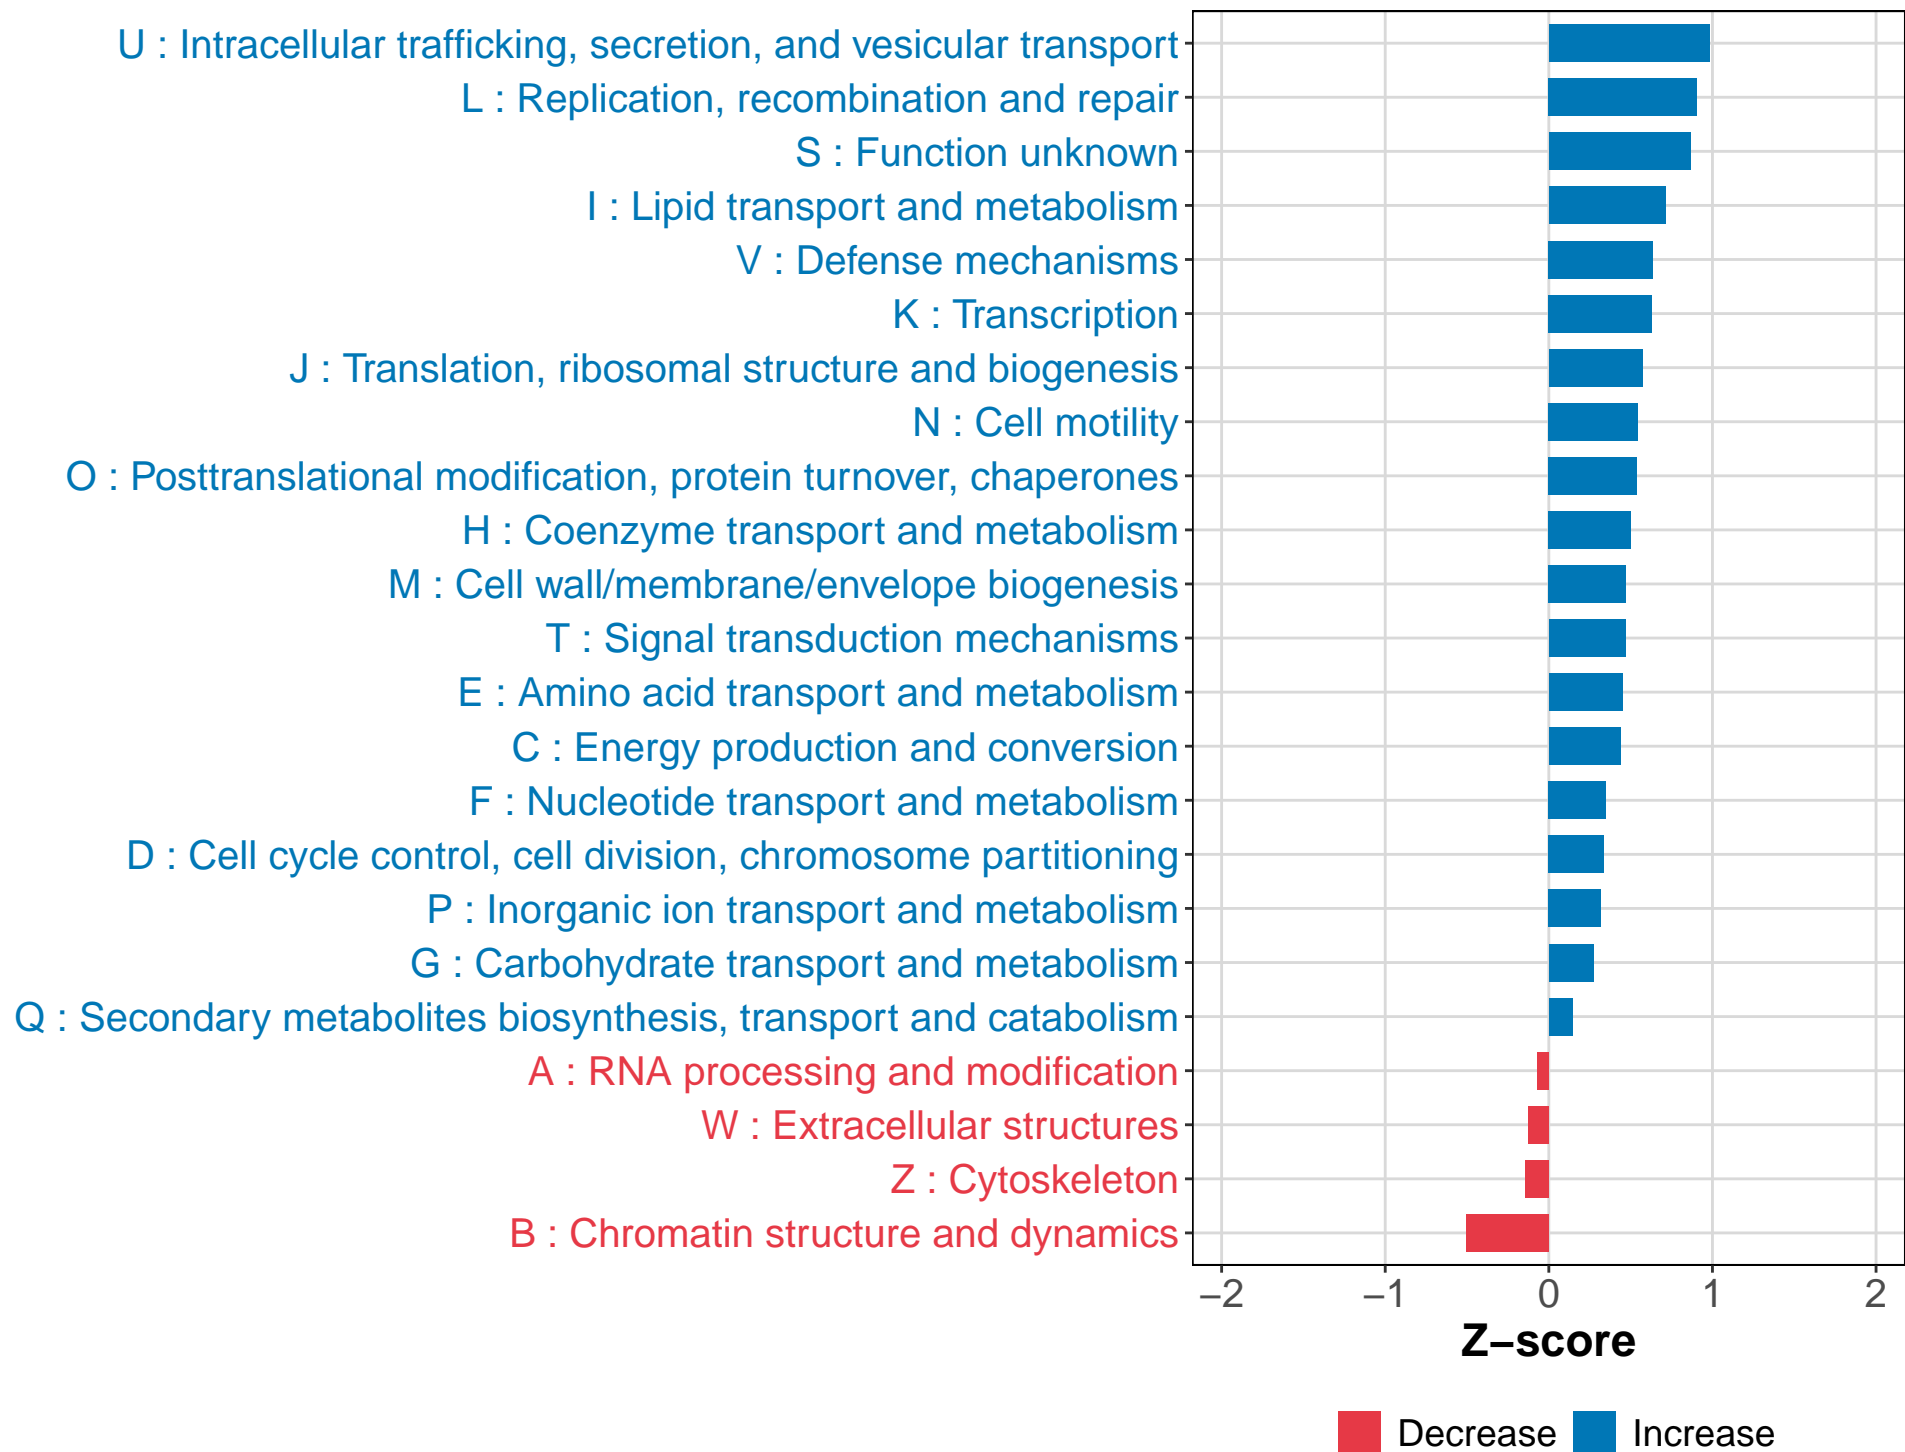 U : Intracellular trafficking, secretion, and vesicular transport
L : Replication, recombination and repair
S : Function unknown
I : Lipid transport and metabolism
V : Defense mechanisms
K : Transcription
J : Translation, ribosomal structure and biogenesis
N : Cell motility
O : Posttranslational modification, protein turnover, chaperones
H : Coenzyme transport and metabolism
M : Cell wall/membrane/envelope biogenesis
T : Signal transduction mechanisms
E : Amino acid transport and metabolism
C : Energy production and conversion
F : Nucleotide transport and metabolism
D : Cell cycle control, cell division, chromosome partitioning
P : Inorganic ion transport and metabolism
G : Carbohydrate transport and metabolism
Q : Secondary metabolites biosynthesis, transport and catabolism
A : RNA processing and modification
W : Extracellular structures
Z : Cytoskeleton
B : Chromatin structure and dynamics
−2 −1 0 1 2
Z−score
Decrease Increase